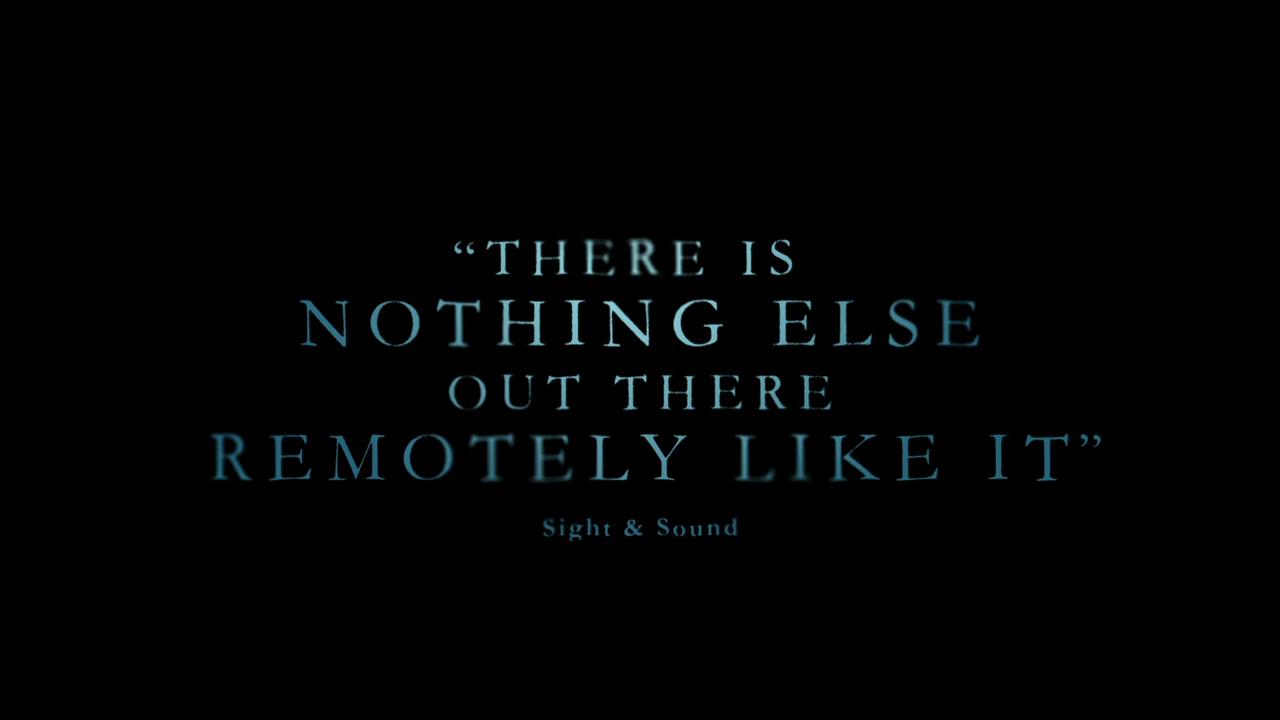 “THERE IS
NOTHING ELSE
OUT THERE
REMOTELY LIKE IT”
Sight & Sound